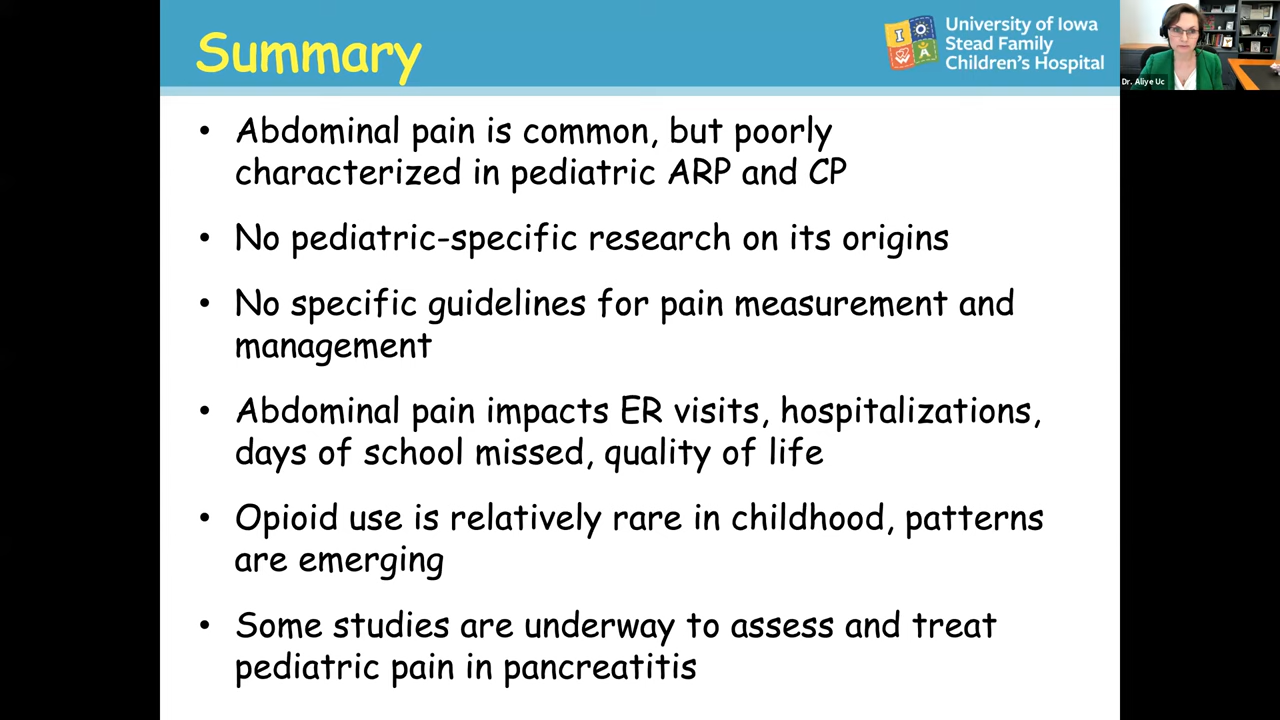 Summary
University of Iowa
Stead Family
Children's Hospital
Dr. Aliye Uc
• Abdominal pain is common, but poorly
characterized in pediatric ARP and CP
• No pediatric-specific research on its origins
• No specific guidelines for pain measurement and
management
• Abdominal pain impacts ER visits, hospitalizations,
days of school missed, quality of life
• Opioid use is relatively rare in childhood, patterns
are emerging
• Some studies are underway to assess and treat
pediatric pain in pancreatitis